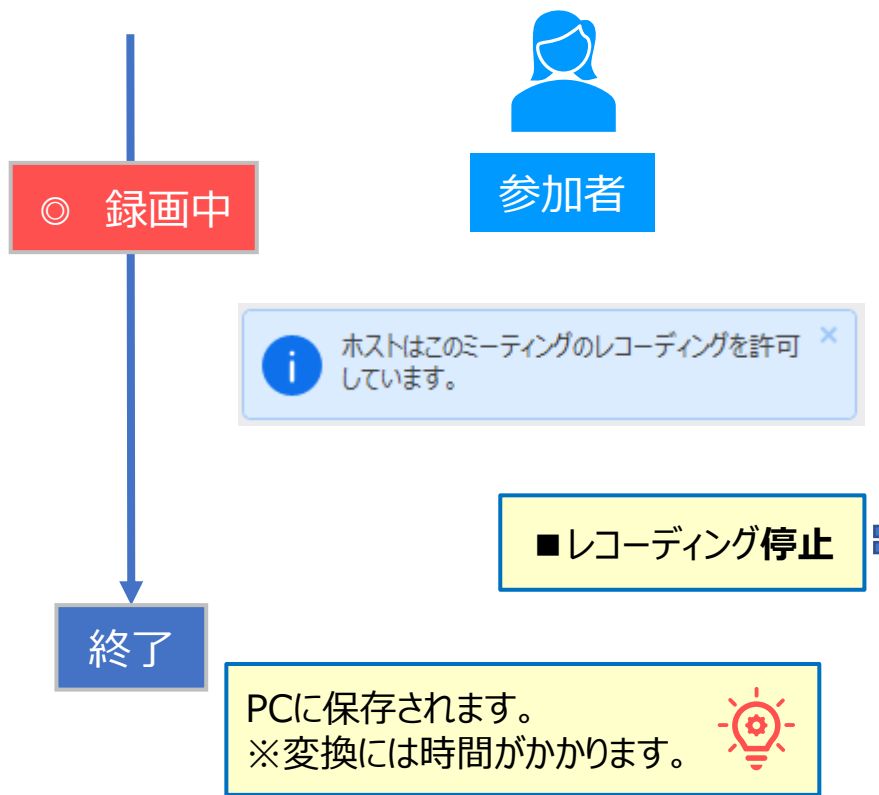 ◎ 録画中
参加者
ホストはこのミーティングのレコーディングを許可
しています。
■レコーディング停止
終了
PCに保存されます。
※変換には時間がかかります。